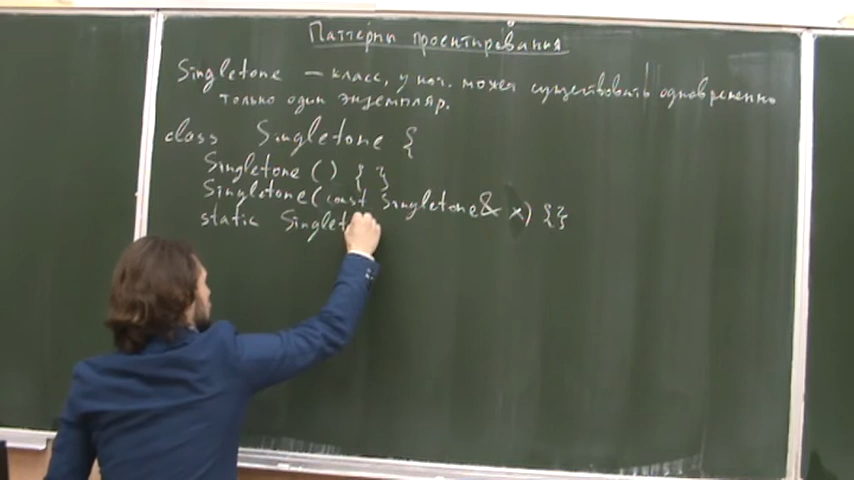 Паттерны проектирования
Singletone — класс, у кот. может существовать одновременно
только один экземпляр.
class Singletone {
Singletone () { }
Singletone (const Singletone& x) { }
static Singlet